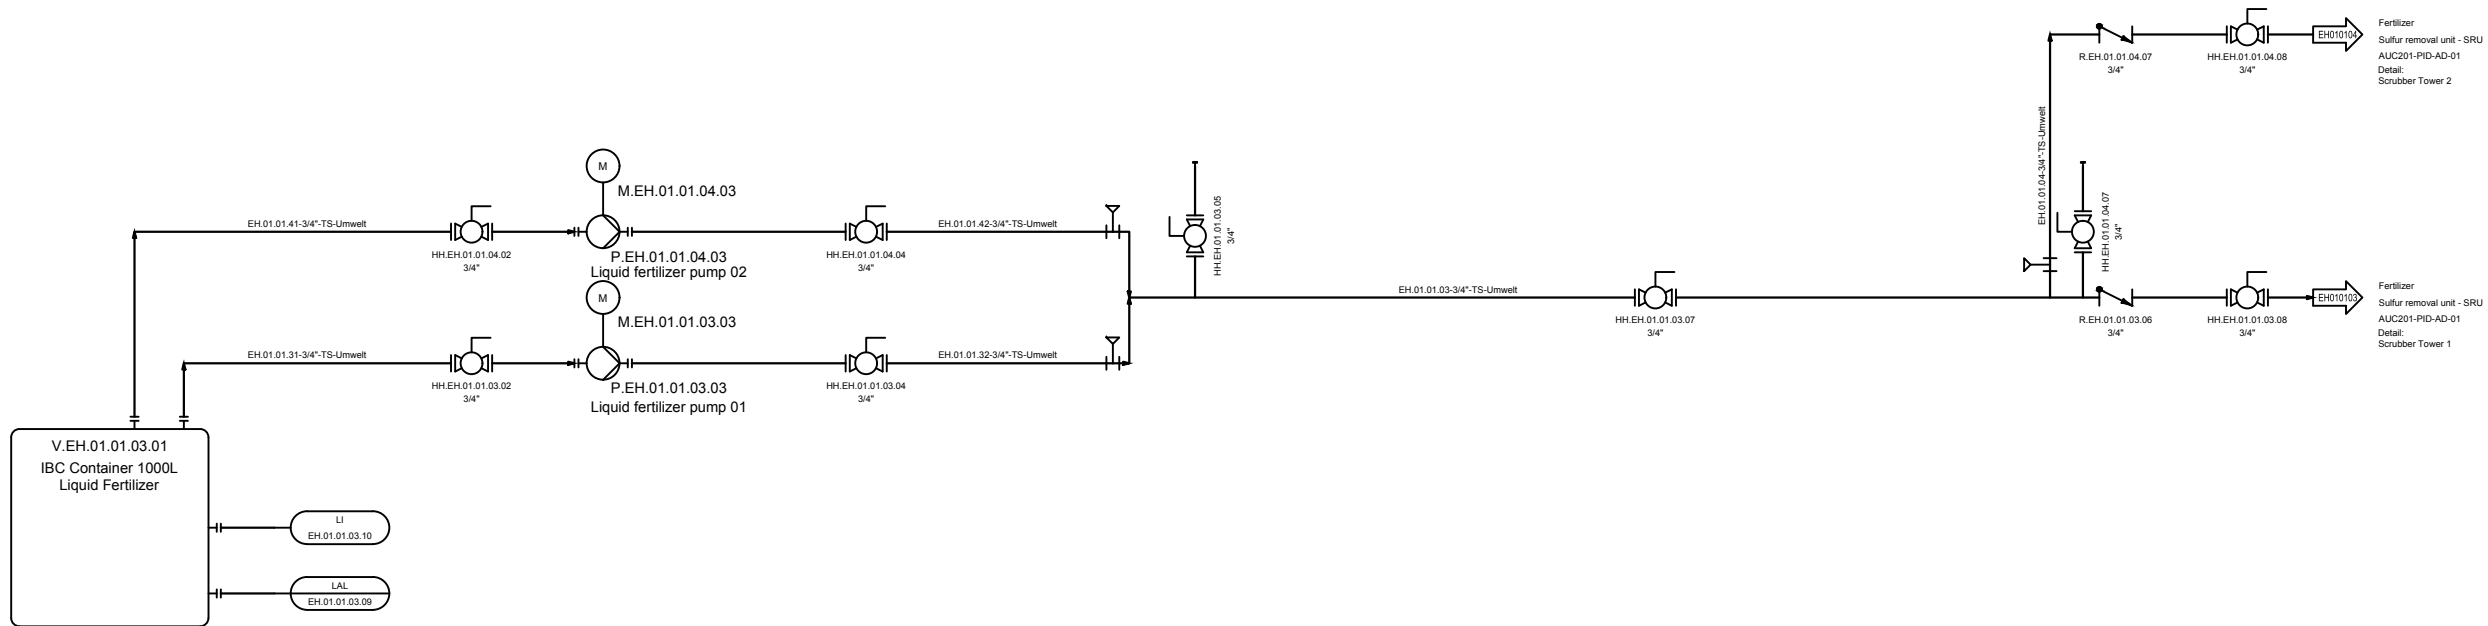 Fertilizer
EH010104
Sulfur removal unit - SRU
R.EH.01.01.04.07
3/4"
HH.EH.01.01.04.08
3/4"
AUC201-PID-AD-01
Detail:
Scrubber Tower 2
EH.01.01.04-3/4"-TS-Umwelt
M
M.EH.01.01.04.03
EH.01.01.41-3/4"-TS-Umwelt
HH.EH.01.01.04.02
3/4"
P.EH.01.01.04.03
Liquid fertilizer pump 02
HH.EH.01.01.04.04
3/4"
EH.01.01.42-3/4"-TS-Umwelt
HH.EH.01.01.03.05
3/4"
HH.EH.01.01.04.07
3/4"
M
M.EH.01.01.03.03
EH.01.01.03-3/4"-TS-Umwelt
HH.EH.01.01.03.07
3/4"
R.EH.01.01.03.06
3/4"
HH.EH.01.01.03.08
3/4"
EH010103
Fertilizer
Sulfur removal unit - SRU
AUC201-PID-AD-01
Detail:
Scrubber Tower 1
EH.01.01.31-3/4"-TS-Umwelt
HH.EH.01.01.03.02
3/4"
P.EH.01.01.03.03
Liquid fertilizer pump 01
HH.EH.01.01.03.04
3/4"
EH.01.01.32-3/4"-TS-Umwelt
V.EH.01.01.03.01
IBC Container 1000L
Liquid Fertilizer
LI
EH.01.01.03.10
LAL
EH.01.01.03.09